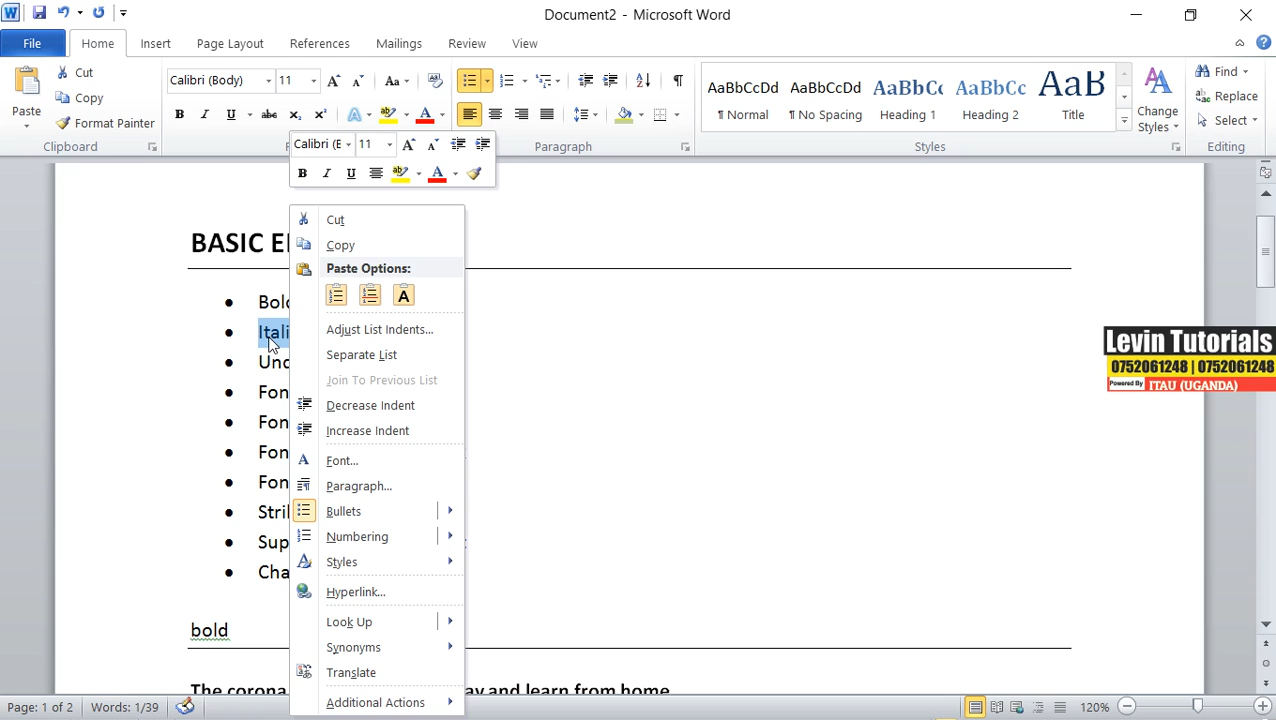 Document2 - Microsoft Word
File Home Insert Page Layout References Mailings Review View
Paste
Cut
Copy
Format Painter
Clipboard
Calibri (Body) 11
Paragraph
AaBbCcDd
¶ Normal
AaBbCcDd
¶ No Spacing
AaBbCc
Heading 1
AaBbCc
Heading 2
AaB
Title
Change
Styles
Styles
Find
Replace
Select
Editing
Calibri (E 11
BASIC
Cut
Copy
Paste Options:
Adjust List Indents...
Separate List
Join To Previous List
Decrease Indent
Increase Indent
Font...
Paragraph...
Bullets
Numbering
Styles
Hyperlink...
Look Up
Synonyms
Translate
Additional Actions
• Bold
• Itali
• Und
• Fon
• Fon
• Fon
• Fon
• Stri
• Sup
• Cha
bold
The corona
ay and learn from home
Levin Tutorials
0752061248 | 0752061248
Powered By ITAU (UGANDA)
Page: 1 of 2 Words: 1/39 120%